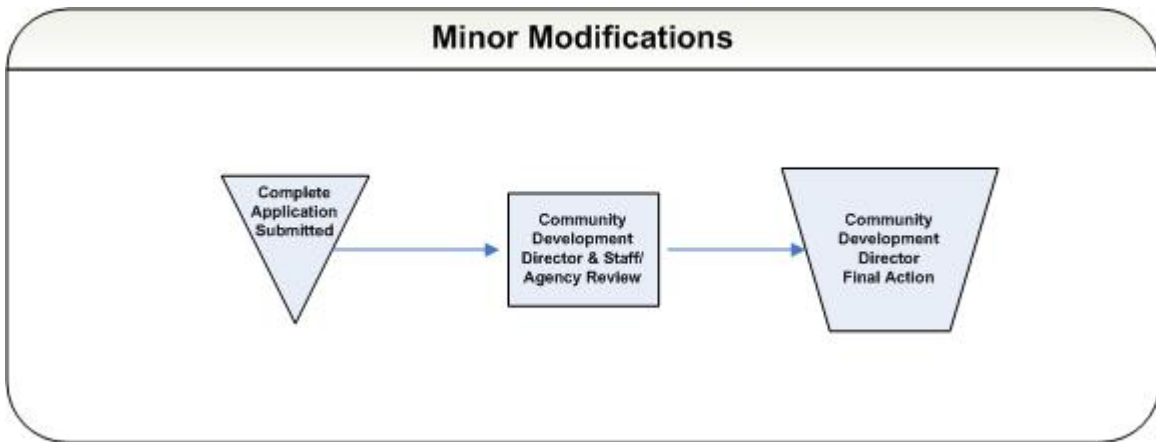 Minor Modifications
Complete
Application
Submitted
Community
Development
Director & Staff/
Agency Review
Community
Development
Director
Final Action